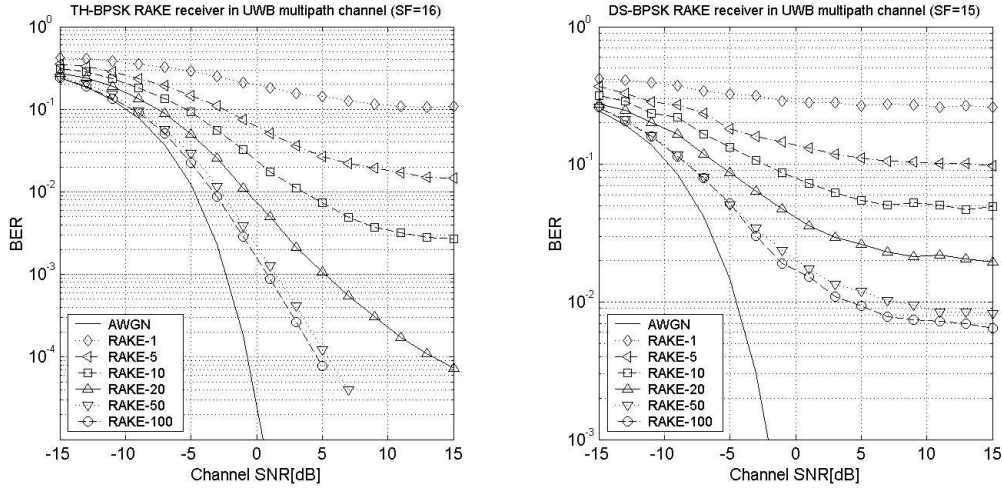 TH-BPSK RAKE receiver in UWB multipath channel (SF=16)
10^0
10^-1
10^-2
10^-3
10^-4
BER
AWGN
RAKE-1
RAKE-5
RAKE-10
RAKE-20
RAKE-50
RAKE-100
-15 -10 -5 0 5 10 15
Channel SNR[dB]
DS-BPSK RAKE receiver in UWB multipath channel (SF=15)
10^0
10^-1
10^-2
10^-3
BER
AWGN
RAKE-1
RAKE-5
RAKE-10
RAKE-20
RAKE-50
RAKE-100
-15 -10 -5 0 5 10 15
Channel SNR[dB]